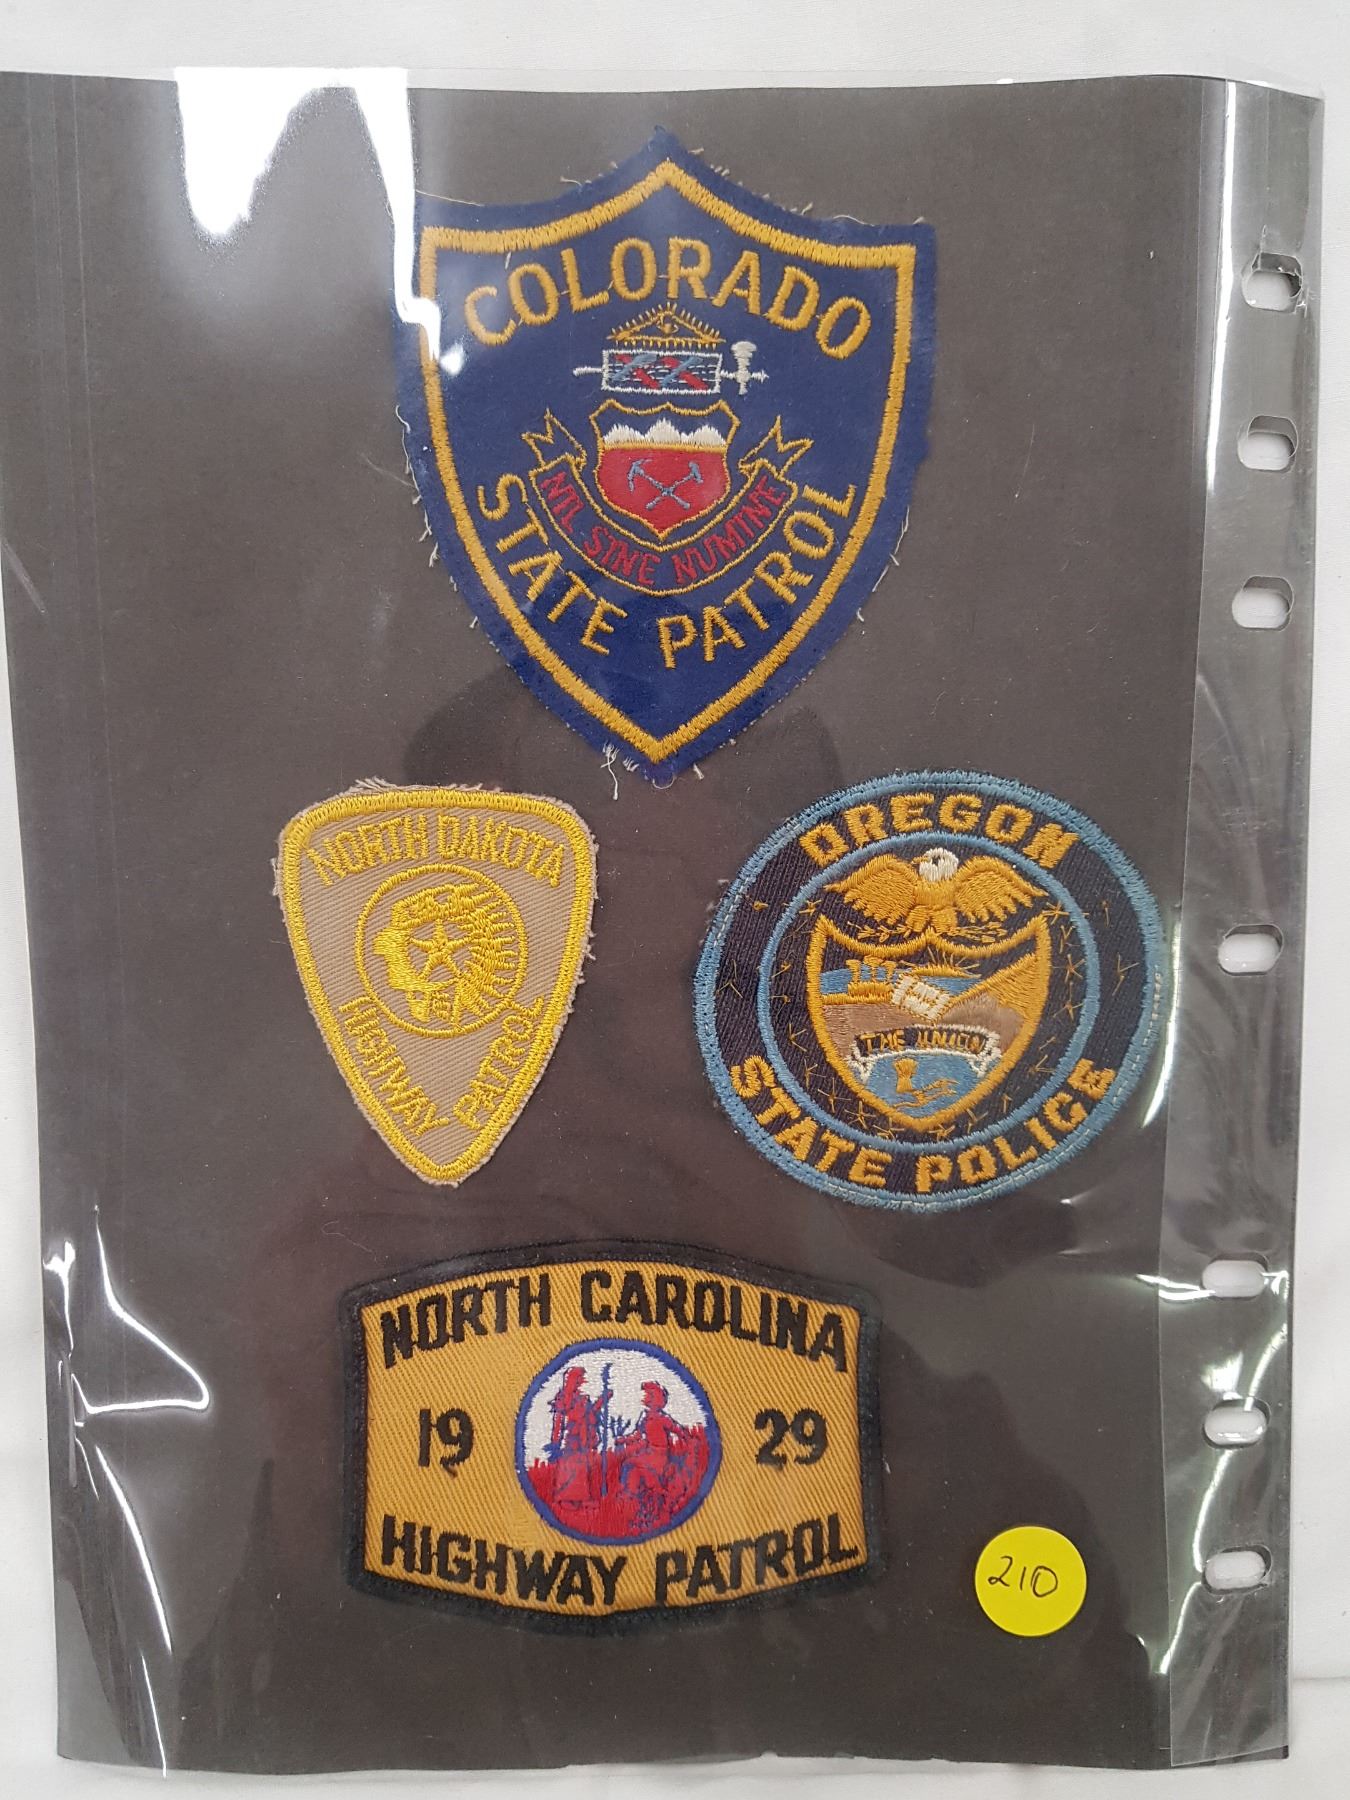 COLORADO
NIL SINE NUMINE
STATE PATROL
NORTH DAKOTA
HIGHWAY PATROL
OREGON
THE UNION
STATE POLICE
NORTH CAROLINA
19 29
HIGHWAY PATROL
210